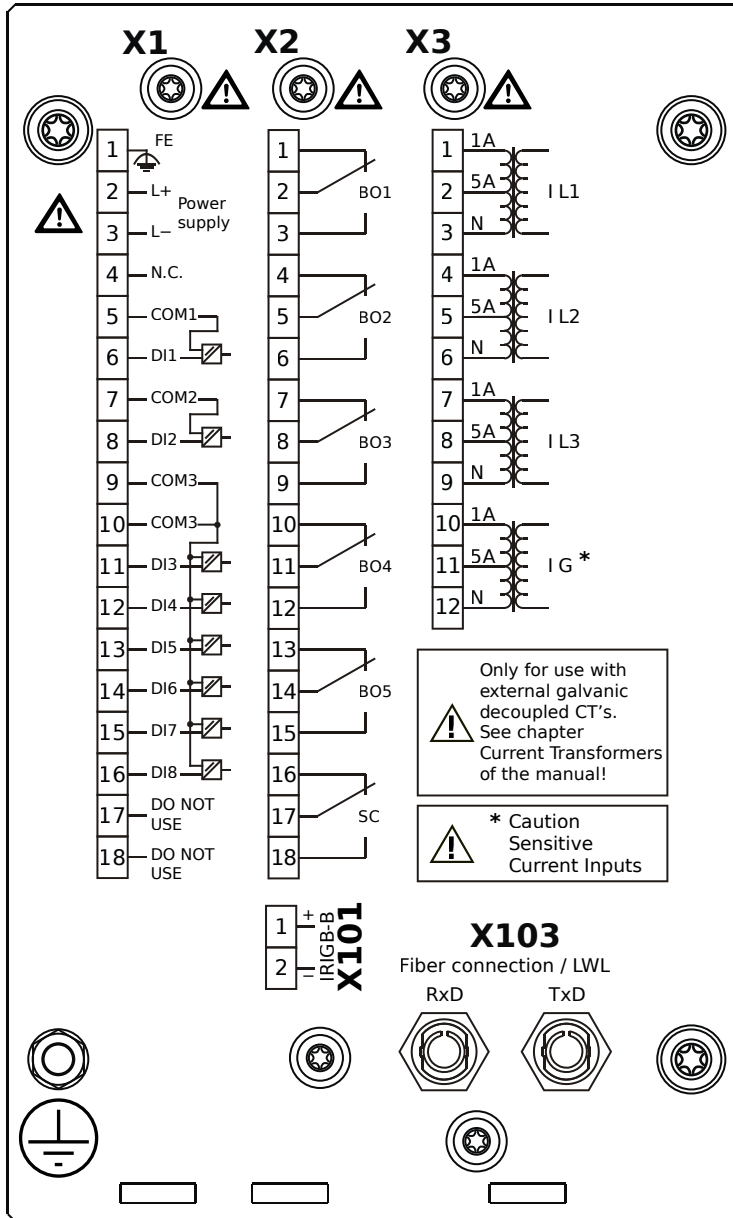 X1 X2 X3
1 FE
2 L+
Power
supply
3 L−
4 N.C.
5 COM1
6 DI1
7 COM2
8 DI2
9 COM3
10 COM3
11 DI3
12 DI4
13 DI5
14 DI6
15 DI7
16 DI8
17 DO NOT
USE
18 DO NOT
USE
1
2 BO1
3
4
5 BO2
6
7
8 BO3
9
10
11 BO4
12
13
14 BO5
15
16
17 SC
18
1 1A
2 5A I L1
3 N
4 1A
5 5A I L2
6 N
7 1A
8 5A I L3
9 N
10 1A
11 5A I G *
12 N
Only for use with
external galvanic
decoupled CT's.
See chapter
Current Transformers
of the manual!
* Caution
Sensitive
Current Inputs
1 +
2 −
IRIGB-B
X101
X103
Fiber connection / LWL
RxD TxD